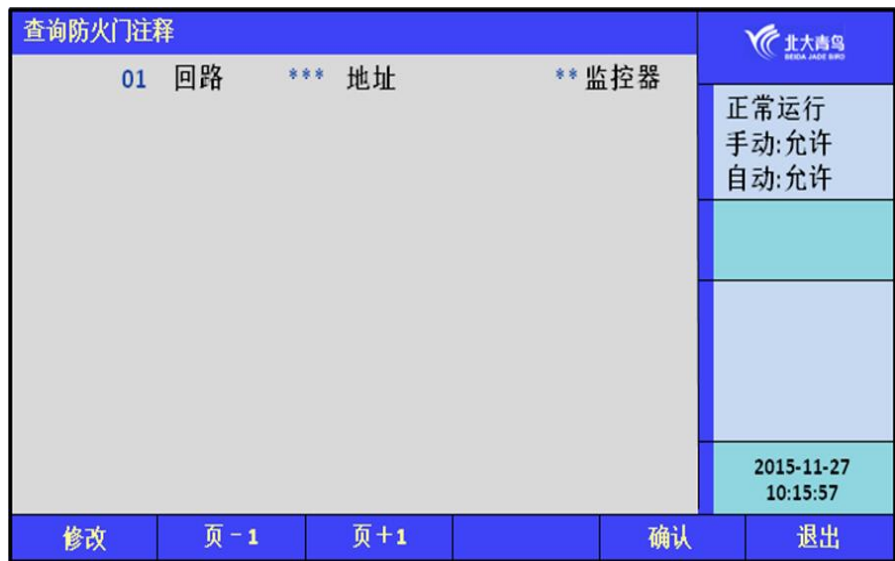 查询防火门注释
北大青鸟
BEIDA JADE BIRD
01 回路 *** 地址 ** 监控器
正常运行
手动:允许
自动:允许
2015-11-27
10:15:57
修改 页-1 页+1 确认 退出